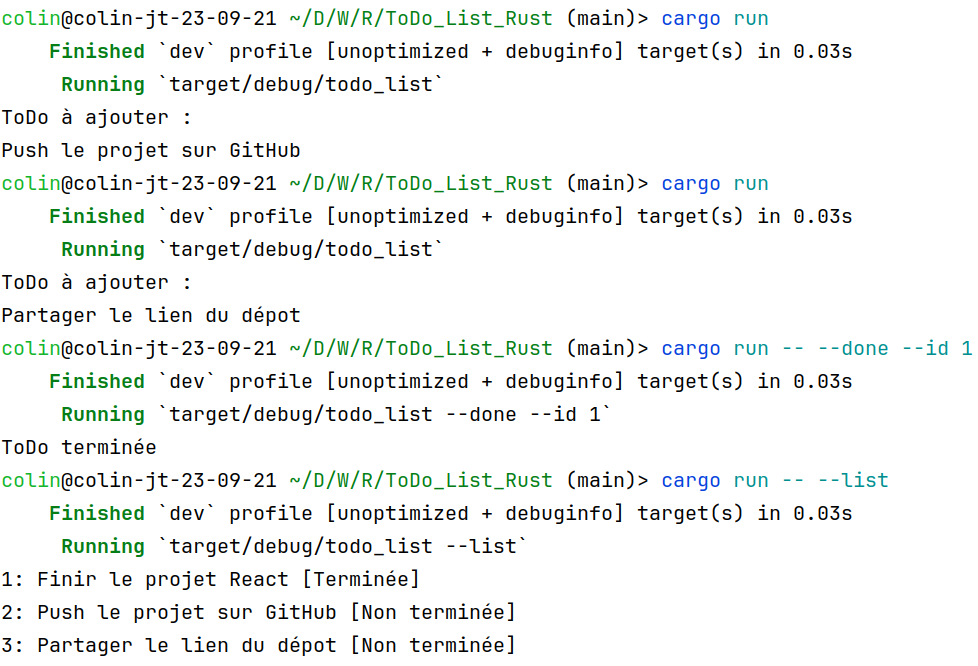 colin@colin-jt-23-09-21 ~/D/W/R/ToDo_List_Rust (main)> cargo run
    Finished `dev` profile [unoptimized + debuginfo] target(s) in 0.03s
     Running `target/debug/todo_list`
ToDo à ajouter :
Push le projet sur GitHub
colin@colin-jt-23-09-21 ~/D/W/R/ToDo_List_Rust (main)> cargo run
    Finished `dev` profile [unoptimized + debuginfo] target(s) in 0.03s
     Running `target/debug/todo_list`
ToDo à ajouter :
Partager le lien du dépot
colin@colin-jt-23-09-21 ~/D/W/R/ToDo_List_Rust (main)> cargo run -- --done --id 1
    Finished `dev` profile [unoptimized + debuginfo] target(s) in 0.03s
     Running `target/debug/todo_list --done --id 1`
ToDo terminée
colin@colin-jt-23-09-21 ~/D/W/R/ToDo_List_Rust (main)> cargo run -- --list
    Finished `dev` profile [unoptimized + debuginfo] target(s) in 0.03s
     Running `target/debug/todo_list --list`
1: Finir le projet React [Terminée]
2: Push le projet sur GitHub [Non terminée]
3: Partager le lien du dépot [Non terminée]